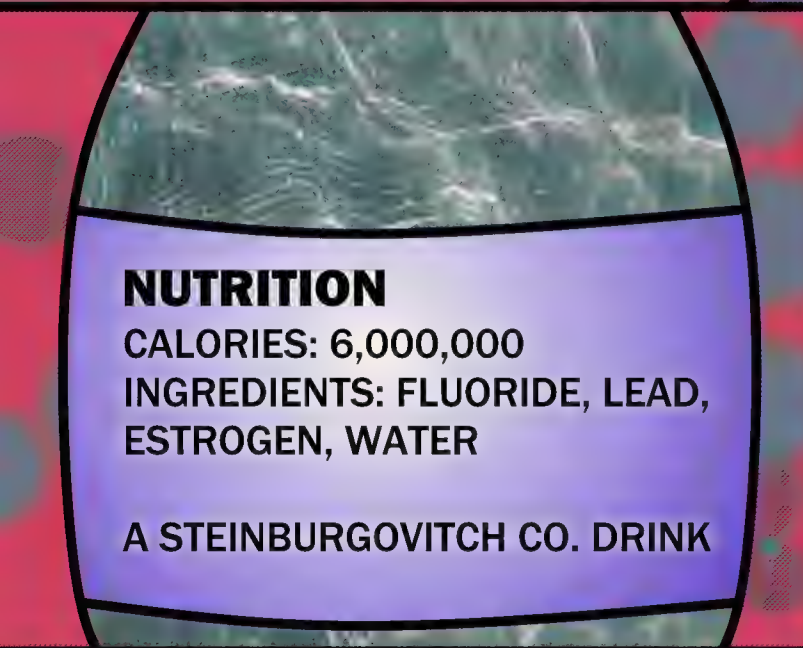 NUTRITION
CALORIES: 6,000,000
INGREDIENTS: FLUORIDE, LEAD,
ESTROGEN, WATER
A STEINBURGOVITCH CO. DRINK